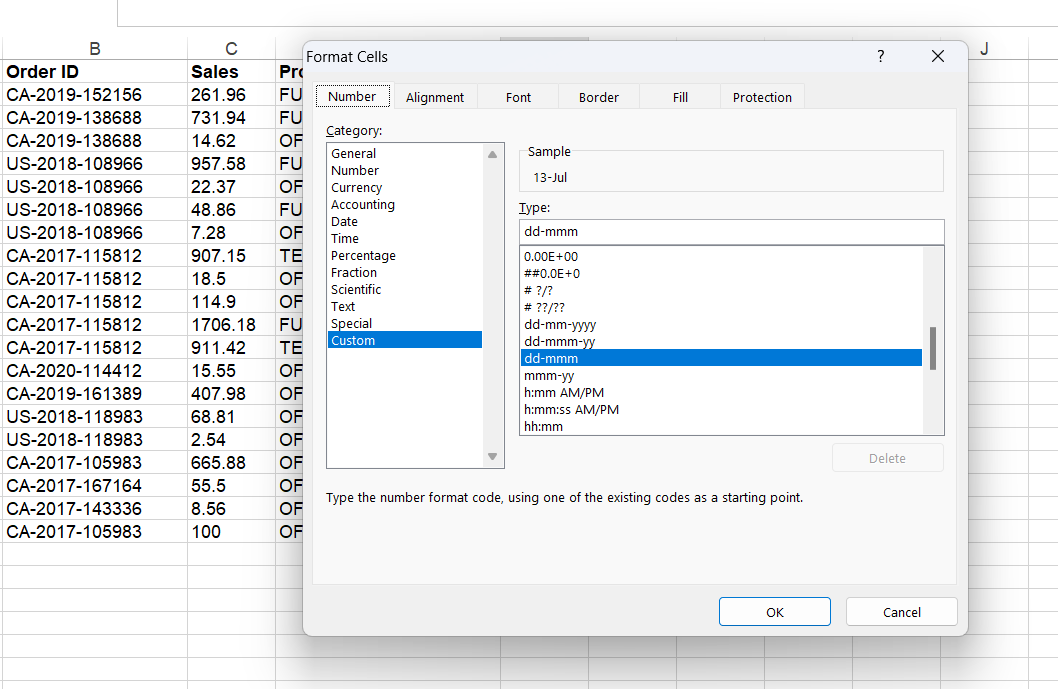 B C J
Order ID Sales Pro
CA-2019-152156 261.96 FU
CA-2019-138688 731.94 FU
CA-2019-138688 14.62 OF
US-2018-108966 957.58 FU
US-2018-108966 22.37 OF
US-2018-108966 48.86 FU
US-2018-108966 7.28 OF
CA-2017-115812 907.15 TE
CA-2017-115812 18.5 OF
CA-2017-115812 114.9 OF
CA-2017-115812 1706.18 FU
CA-2017-115812 911.42 TE
CA-2020-114412 15.55 OF
CA-2019-161389 407.98 OF
US-2018-118983 68.81 OF
US-2018-118983 2.54 OF
CA-2017-105983 665.88 OF
CA-2017-167164 55.5 OF
CA-2017-143336 8.56 OF
CA-2017-105983 100 OF
Format Cells ?
Number Alignment Font Border Fill Protection
Category:
General
Number
Currency
Accounting
Date
Time
Percentage
Fraction
Scientific
Text
Special
Custom
Sample
13-Jul
Type:
dd-mmm
0.00E+00
##0.0E+0
# ?/?
# ??/??
dd-mm-yyyy
dd-mmm-yy
dd-mmm
mmm-yy
h:mm AM/PM
h:mm:ss AM/PM
hh:mm
Delete
Type the number format code, using one of the existing codes as a starting point.
OK Cancel